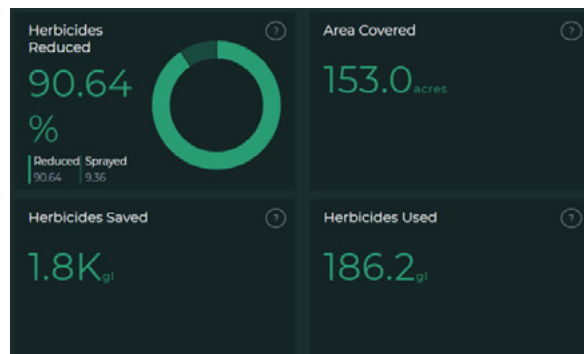 Herbicides
Reduced
?
90.64
%
Reduced Sprayed
90.64 9.36
Area Covered
?
153.0 acres
Herbicides Saved
?
1.8K gl
Herbicides Used
?
186.2 gl